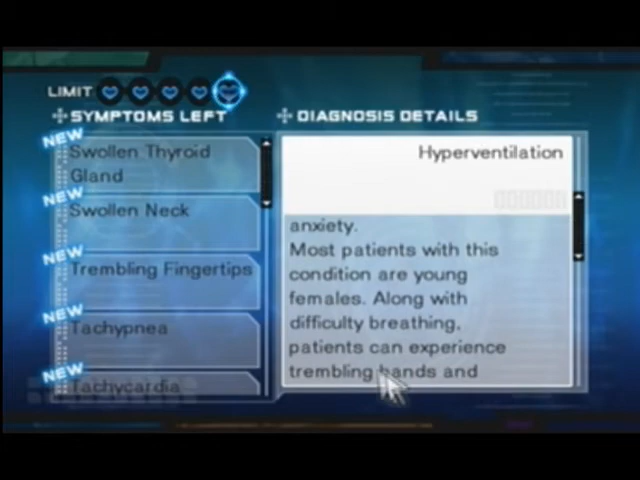 LIMIT
SYMPTOMS LEFT
DIAGNOSIS DETAILS
NEW
Swollen Thyroid
Gland
NEW
Swollen Neck
NEW
Trembling Fingertips
NEW
Tachypnea
NEW
Tachycardia
Hyperventilation
anxiety.
Most patients with this
condition are young
females. Along with
difficulty breathing,
patients can experience
trembling hands and